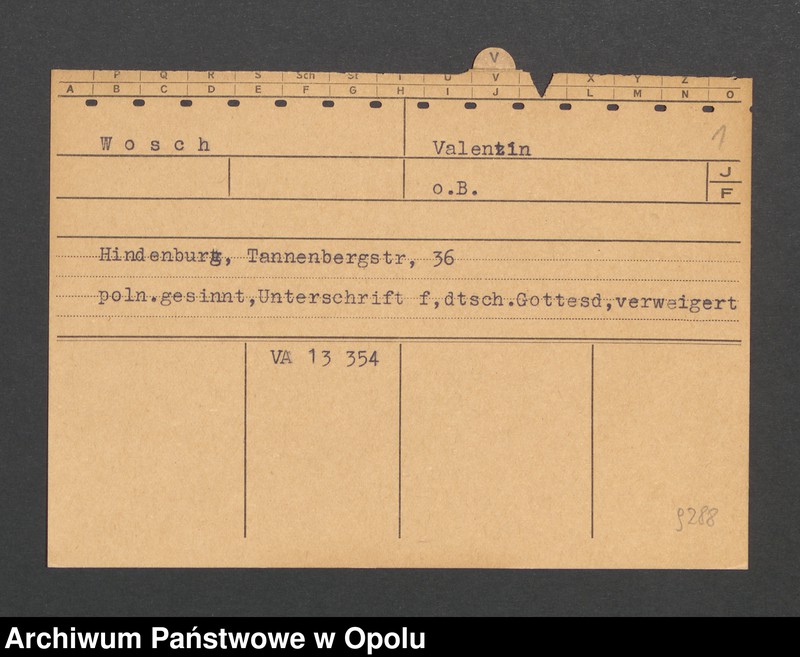 V
P Q R S Sch St T U V X Y Z
A B C D E F G H I J L M N O
1
W o s c h Valentin
o.B. J
F
Hindenburg, Tannenbergstr, 36
poln.gesinnt,Unterschrift f,dtsch.Gottesd,verweigert
VA 13 354
9288
Archiwum Państwowe w Opolu